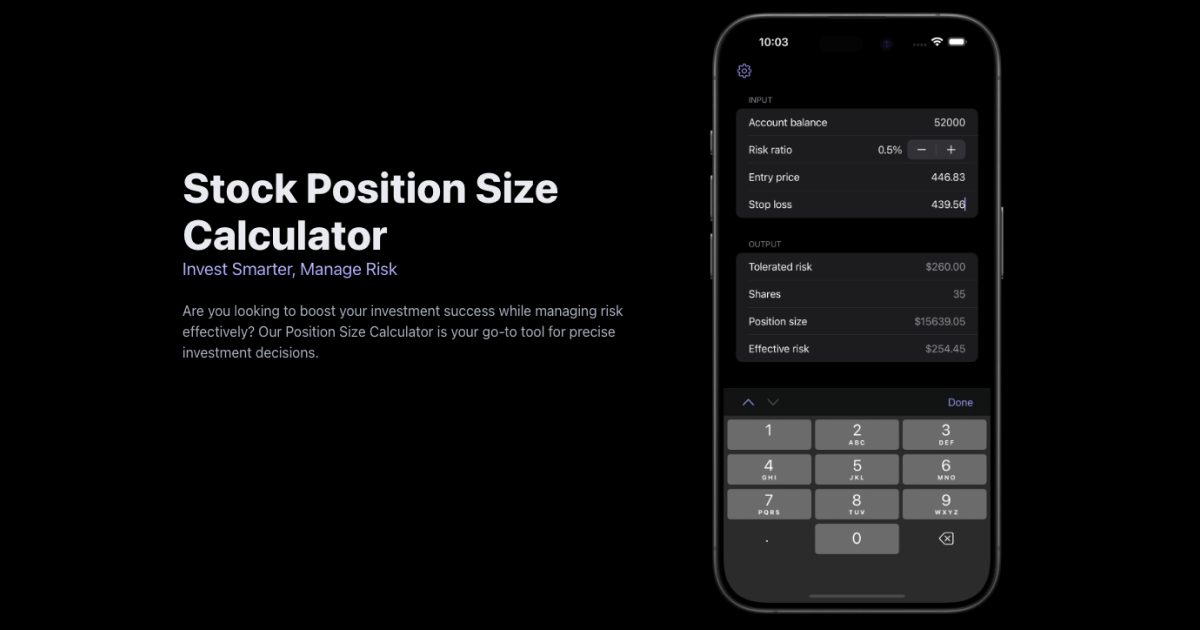 Stock Position Size
Calculator
Invest Smarter, Manage Risk
Are you looking to boost your investment success while managing risk
effectively? Our Position Size Calculator is your go-to tool for precise
investment decisions.
10:03
INPUT
Account balance 52000
Risk ratio 0.5% − +
Entry price 446.83
Stop loss 439.56
OUTPUT
Tolerated risk $260.00
Shares 35
Position size $15639.05
Effective risk $254.45
Done
1 2 3
ABC DEF
4 5 6
GHI JKL MNO
7 8 9
PQRS TUV WXYZ
. 0